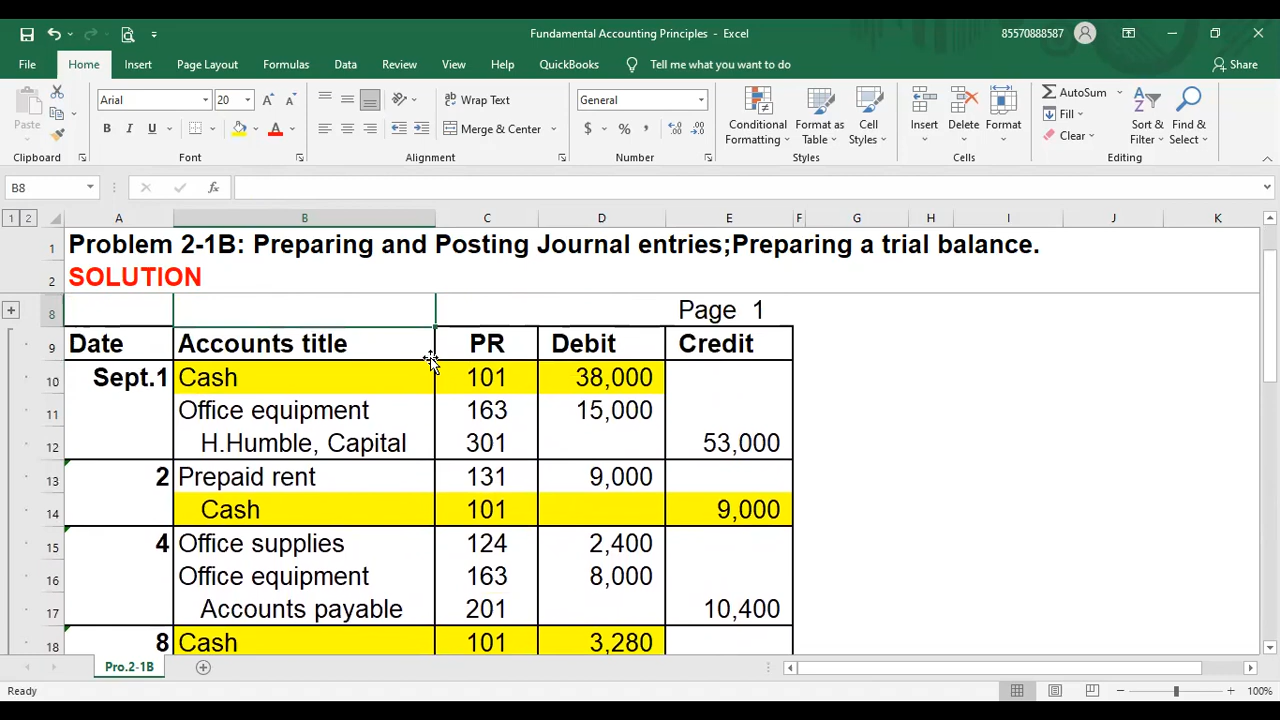 Fundamental Accounting Principles - Excel
85570888587
File Home Insert Page Layout Formulas Data Review View Help QuickBooks Tell me what you want to do Share
Paste
Clipboard
Arial 20 A A
B I U A
Font
Wrap Text
Merge & Center
Alignment
General
$ % ,
Number
Conditional Formatting
Format as Table
Cell Styles
Styles
Insert Delete Format
Cells
AutoSum
Fill
Clear
Sort & Filter
Find & Select
Editing
B8 fx
1 2 A B C D E F G H I J K
1 Problem 2-1B: Preparing and Posting Journal entries;Preparing a trial balance.
2 SOLUTION
8 Page 1
9 Date Accounts title PR Debit Credit
10 Sept.1 Cash 101 38,000
11 Office equipment 163 15,000
12 H.Humble, Capital 301 53,000
13 2 Prepaid rent 131 9,000
14 Cash 101 9,000
15 4 Office supplies 124 2,400
16 Office equipment 163 8,000
17 Accounts payable 201 10,400
18 8 Cash 101 3,280
Pro.2-1B
Ready 100%